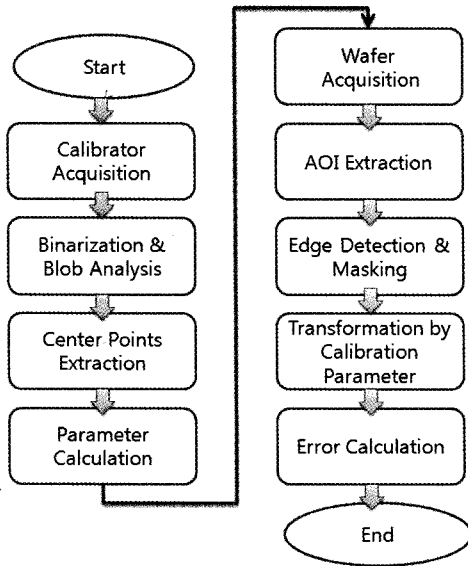 Start
Calibrator
Acquisition
Binarization &
Blob Analysis
Center Points
Extraction
Parameter
Calculation
Wafer
Acquisition
AOI Extraction
Edge Detection &
Masking
Transformation by
Calibration
Parameter
Error Calculation
End